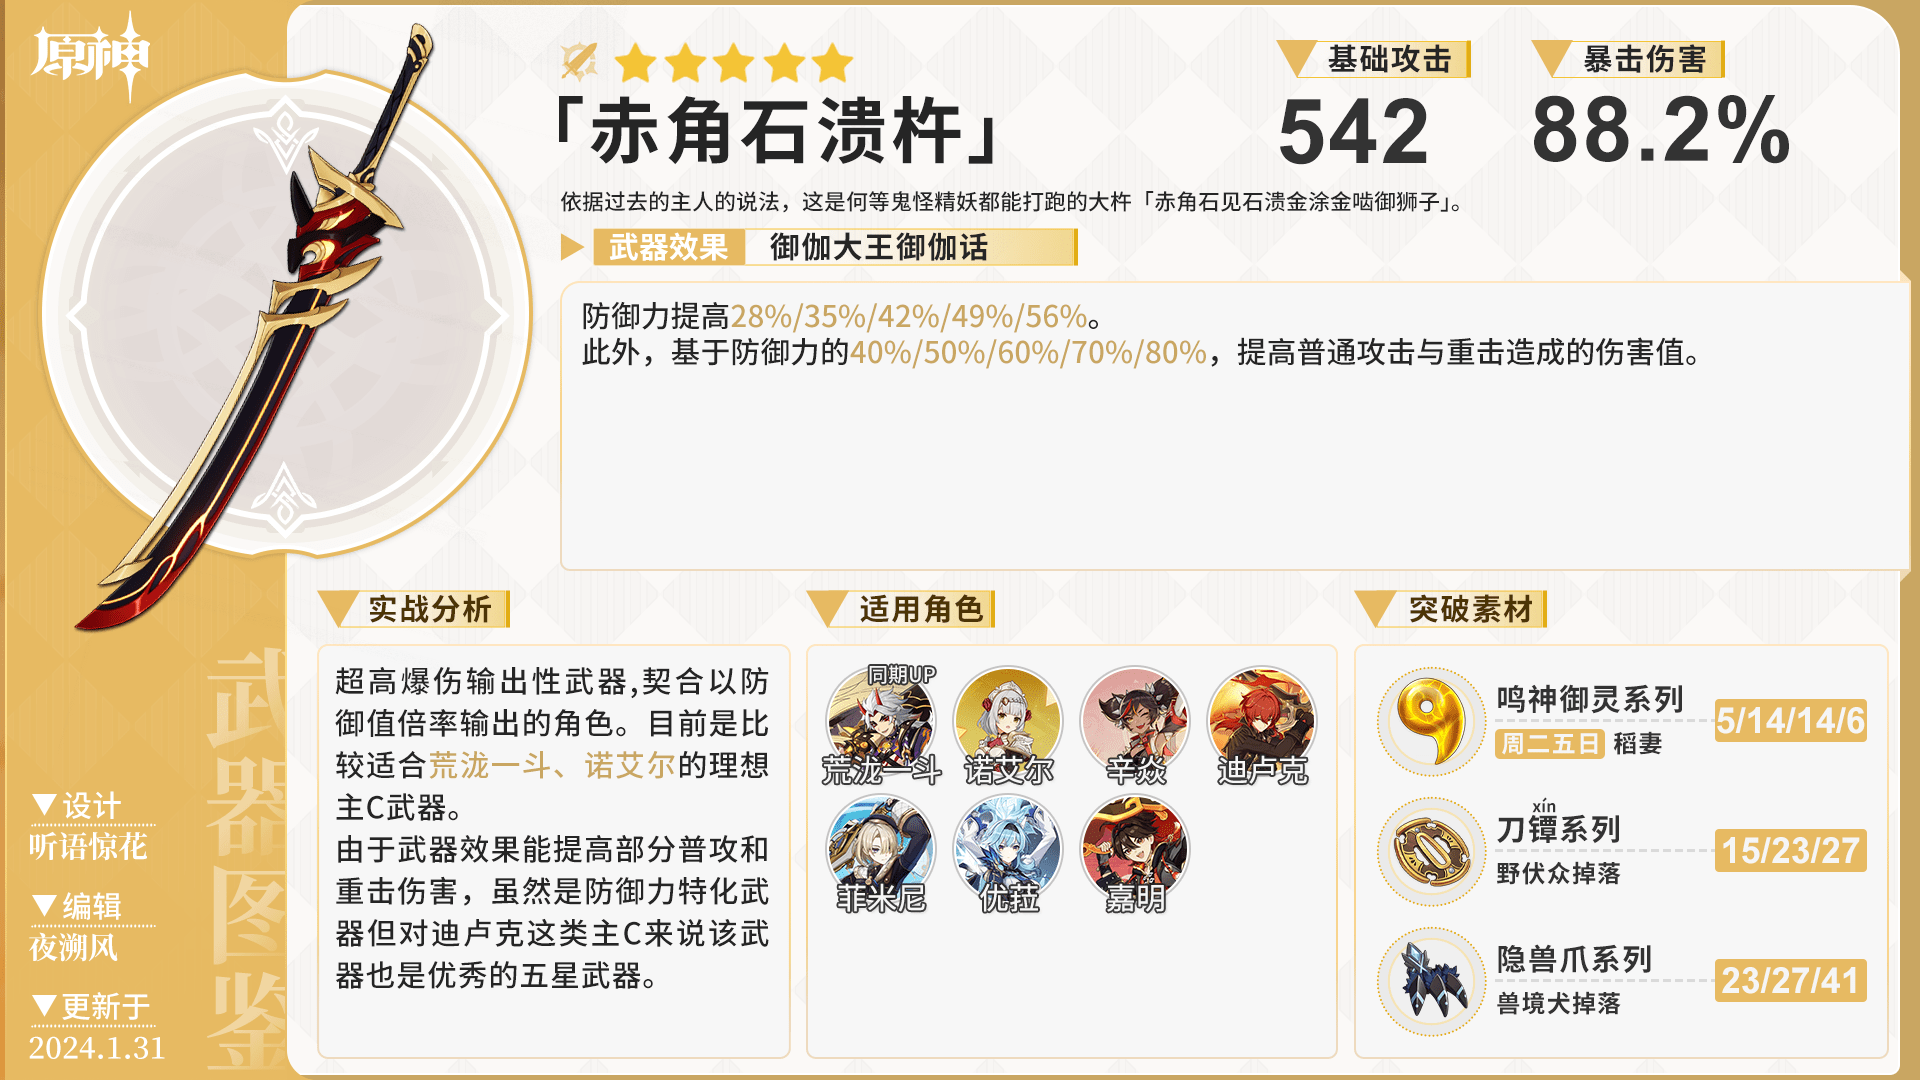 原神
「赤角石溃杵」
基础攻击
542
暴击伤害
88.2%
依据过去的主人的说法，这是何等鬼怪精妖都能打跑的大杵「赤角石见石溃金涂金啮御狮子」。
武器效果 御伽大王御伽话
防御力提高28%/35%/42%/49%/56%。
此外，基于防御力的40%/50%/60%/70%/80%，提高普通攻击与重击造成的伤害值。
实战分析
超高爆伤输出性武器,契合以防
御值倍率输出的角色。目前是比
较适合荒泷一斗、诺艾尔的理想
主C武器。
由于武器效果能提高部分普攻和
重击伤害，虽然是防御力特化武
器但对迪卢克这类主C来说该武
器也是优秀的五星武器。
适用角色
同期UP
荒泷一斗 诺艾尔 辛焱 迪卢克
菲米尼 优菈 嘉明
突破素材
鸣神御灵系列
周二五日 稻妻
5/14/14/6
xín
刀镡系列
野伏众掉落
15/23/27
隐兽爪系列
兽境犬掉落
23/27/41
武器图鉴
▼设计
听语惊花
▼编辑
夜溯风
▼更新于
2024.1.31